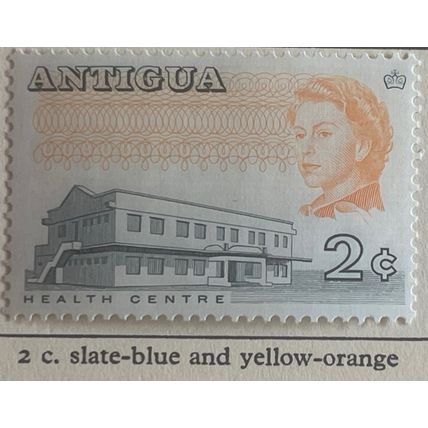 ANTIGUA
2¢
HEALTH CENTRE
2 c. slate-blue and yellow-orange